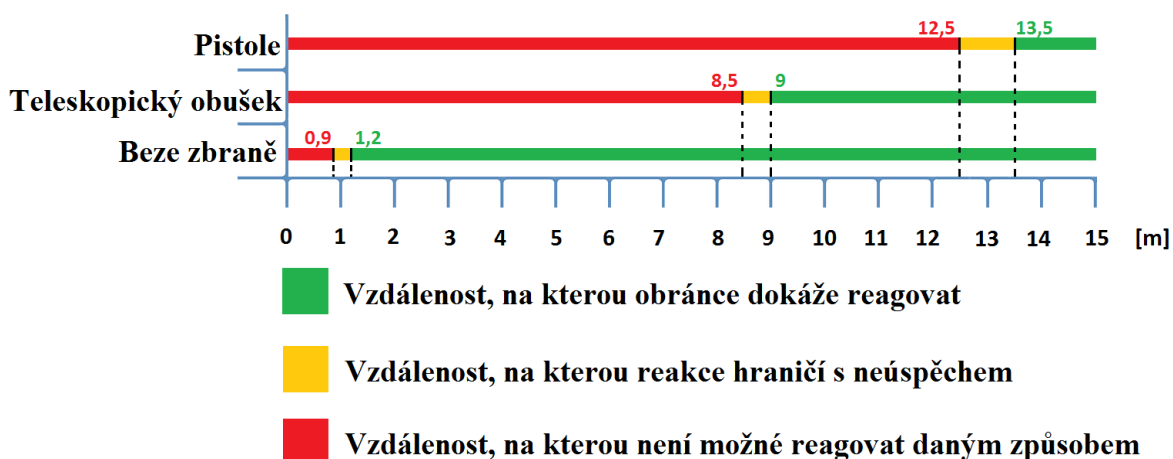 12,5 13,5
Pistole
8,5 9
Teleskopický obušek
0,9 1,2
Beze zbraně
0 1 2 3 4 5 6 7 8 9 10 11 12 13 14 15 [m]
Vzdálenost, na kterou obránce dokáže reagovat
Vzdálenost, na kterou reakce hraničí s neúspěchem
Vzdálenost, na kterou není možné reagovat daným způsobem